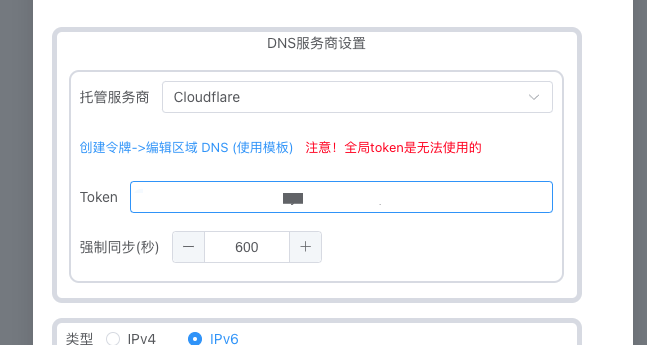 DNS服务商设置
托管服务商 Cloudflare
创建令牌->编辑区域 DNS (使用模板) 注意！全局token是无法使用的
Token
强制同步(秒) 600
类型 IPv4 IPv6